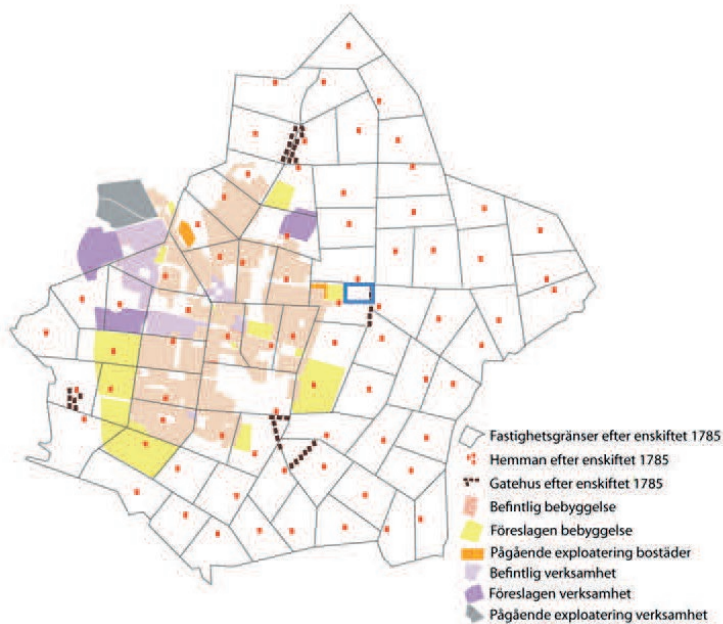 Fastighetsgränser efter enskiftet 1785
Hemman efter enskiftet 1785
Gatehus efter enskiftet 1785
Befintlig bebyggelse
Föreslagen bebyggelse
Pågående exploatering bostäder
Befintlig verksamhet
Föreslagen verksamhet
Pågående exploatering verksamhet